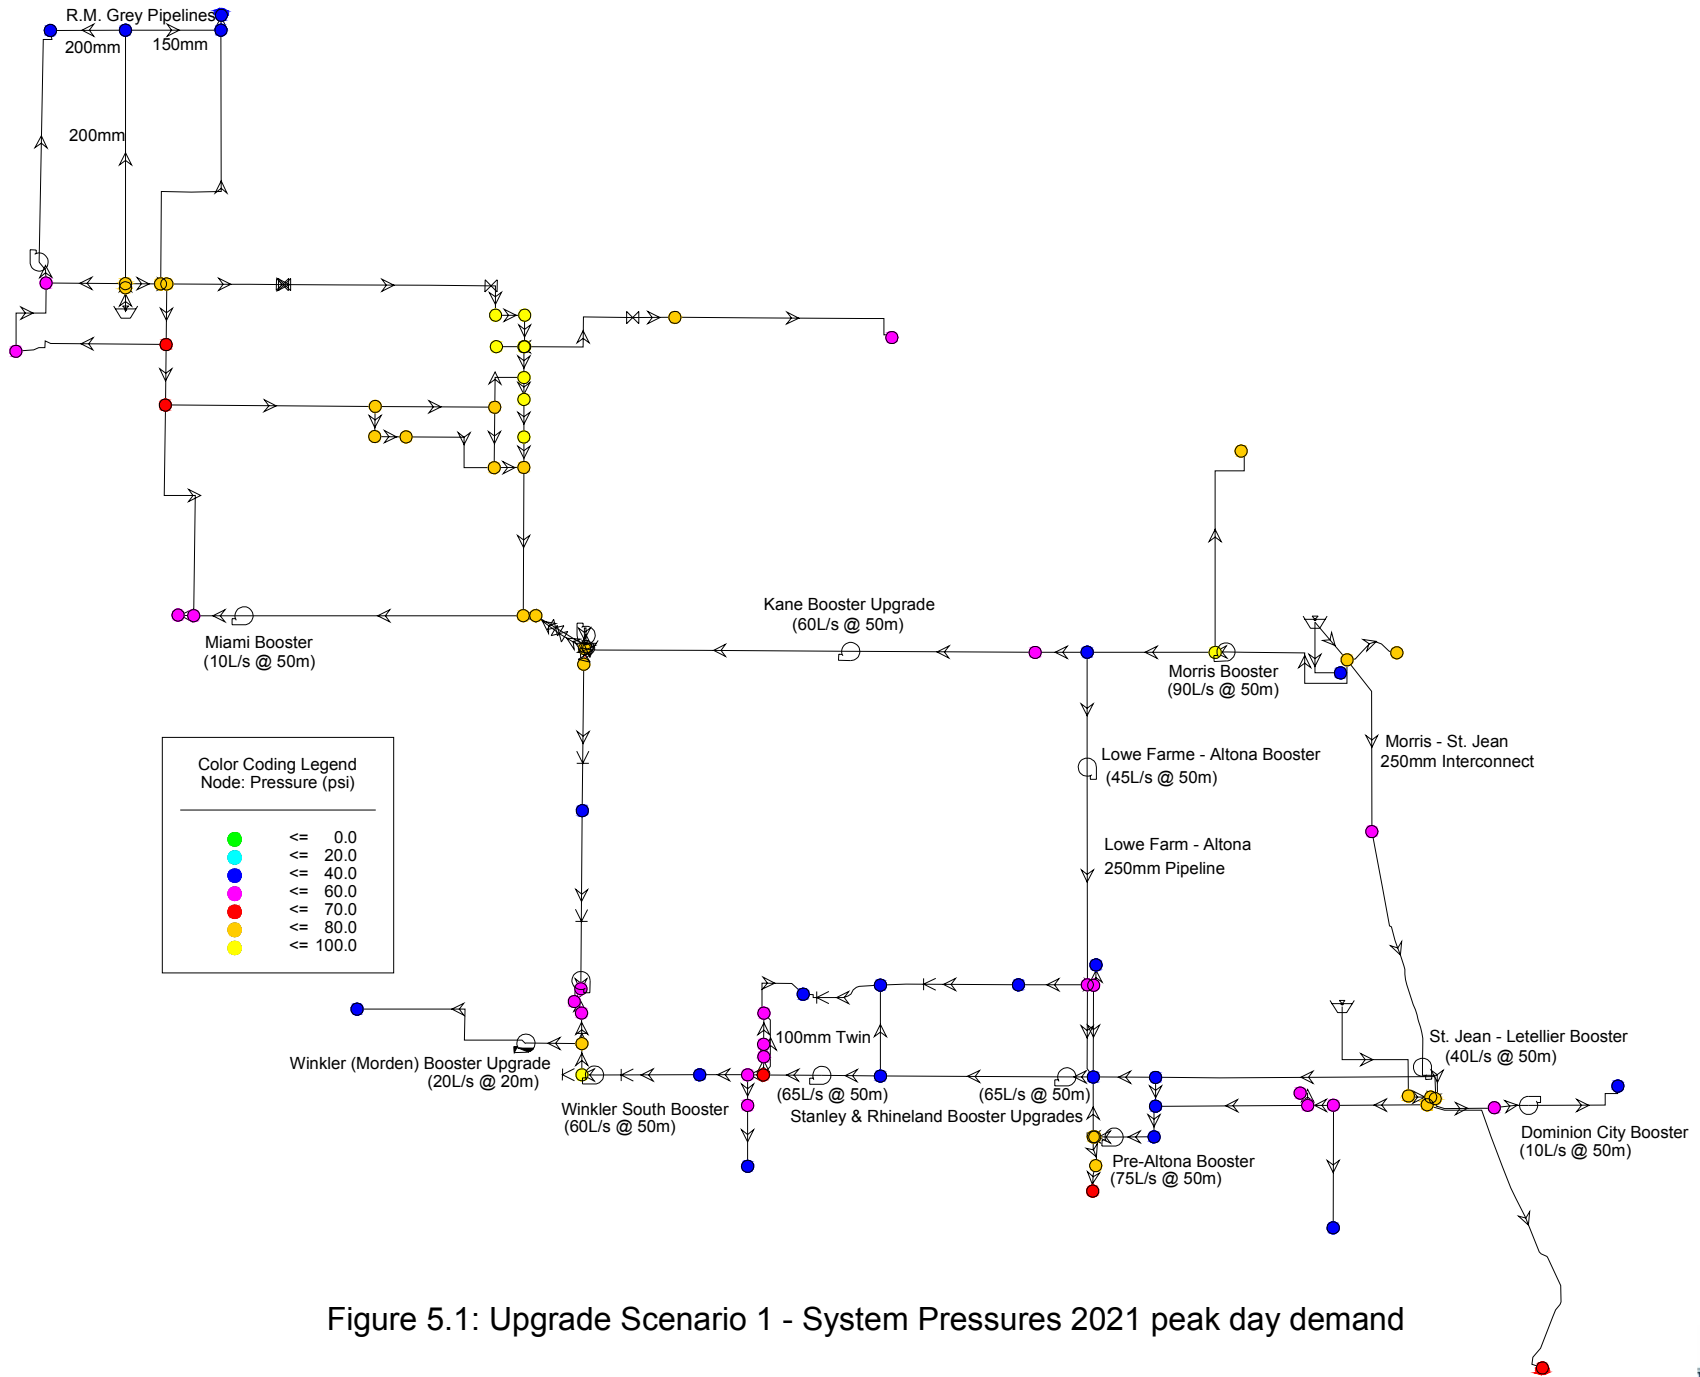 R.M. Grey Pipelines
200mm
150mm
200mm
Kane Booster Upgrade
(60L/s @ 50m)
Miami Booster
(10L/s @ 50m)
Morris Booster
(90L/s @ 50m)
Color Coding Legend
Node: Pressure (psi)
<= 0.0
<= 20.0
<= 40.0
<= 60.0
<= 70.0
<= 80.0
<= 100.0
Lowe Farme - Altona Booster
(45L/s @ 50m)
Morris - St. Jean
250mm Interconnect
Lowe Farm - Altona
250mm Pipeline
100mm Twin
St. Jean - Letellier Booster
(40L/s @ 50m)
Winkler (Morden) Booster Upgrade
(20L/s @ 20m)
Winkler South Booster
(60L/s @ 50m)
(65L/s @ 50m)
(65L/s @ 50m)
Stanley & Rhineland Booster Upgrades
Pre-Altona Booster
(75L/s @ 50m)
Dominion City Booster
(10L/s @ 50m)
Figure 5.1: Upgrade Scenario 1 - System Pressures 2021 peak day demand